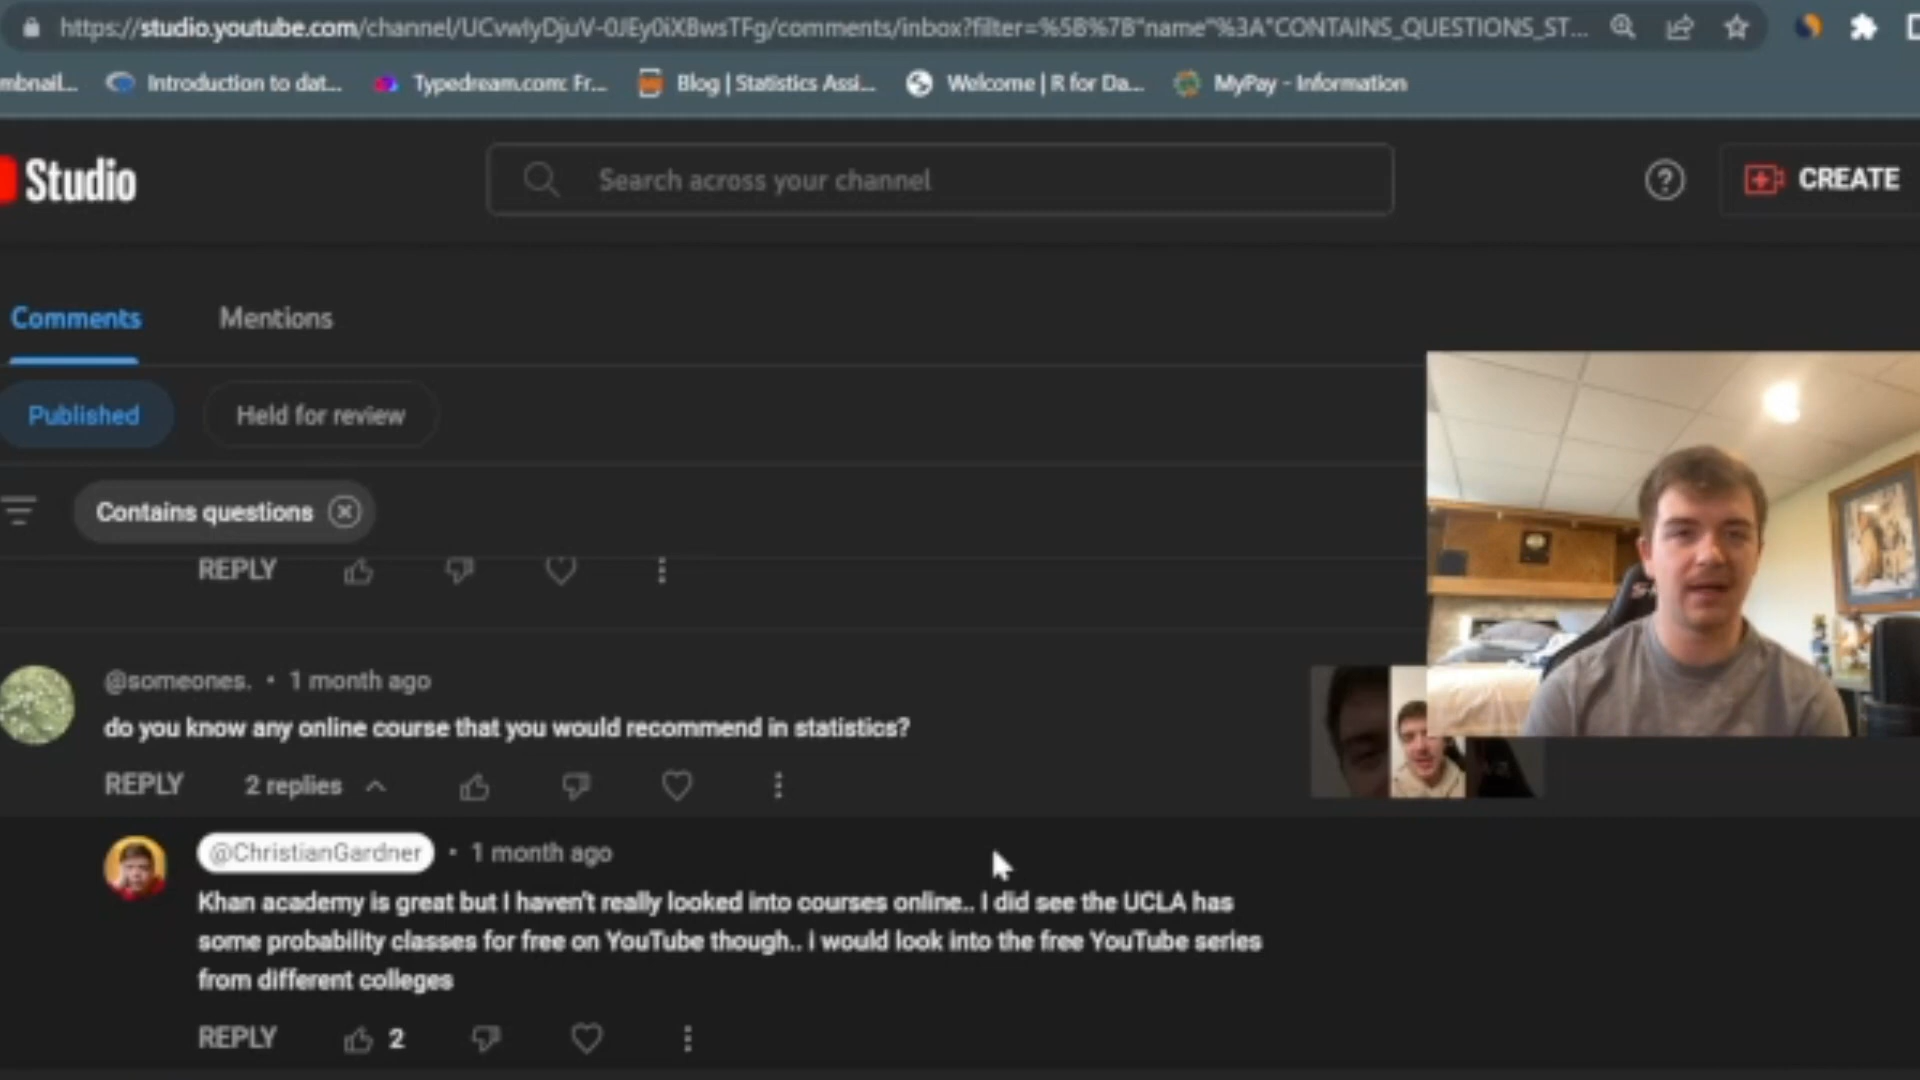 https://studio.youtube.com/channel/UCvwIyDjuV-0JEy0iXBwsTFg/comments/inbox?filter=%5B%7B"name"%3A"CONTAINS_QUESTIONS_ST...
mbnail... Introduction to dat... Typedream.com: Fr... Blog | Statistics Assi... Welcome | R for Da... MyPay - Information
Studio Search across your channel ? CREATE
Comments Mentions
Published Held for review
Contains questions
REPLY
@someones. • 1 month ago
do you know any online course that you would recommend in statistics?
REPLY 2 replies
@ChristianGardner • 1 month ago
Khan academy is great but I haven't really looked into courses online.. I did see the UCLA has
some probability classes for free on YouTube though.. i would look into the free YouTube series
from different colleges
REPLY 2